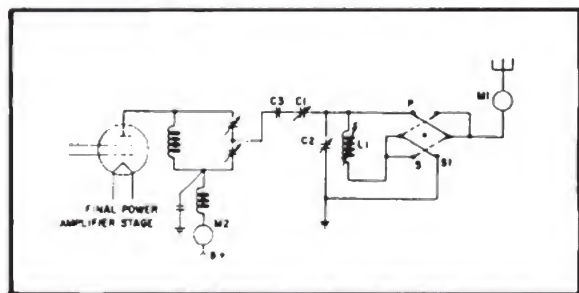 C3 C1
P
M1
C2
L1
S S1
FINAL POWER
AMPLIFIER STAGE
M2
B+